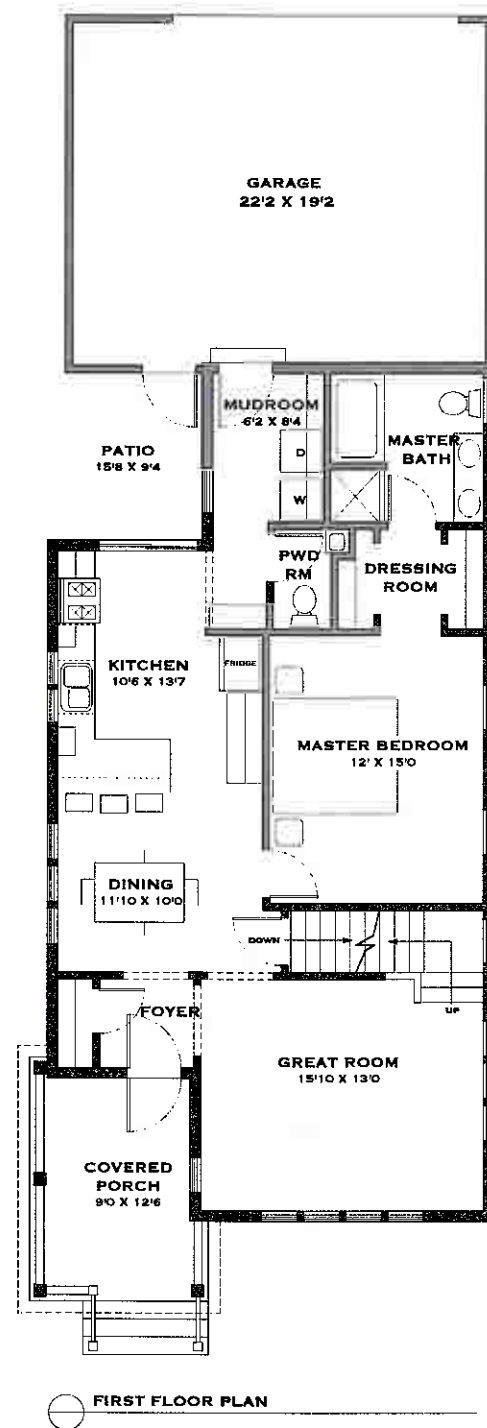 GARAGE
22'2 X 19'2
MUDROOM
6'2 X 8'4
D
W
PATIO
15'8 X 9'4
MASTER
BATH
PWD
RM
DRESSING
ROOM
KITCHEN
10'6 X 13'7
FRIDGE
MASTER BEDROOM
12' X 15'0
DINING
11'10 X 10'0
DOWN
UP
FOYER
GREAT ROOM
15'10 X 13'0
COVERED
PORCH
9'0 X 12'6
FIRST FLOOR PLAN